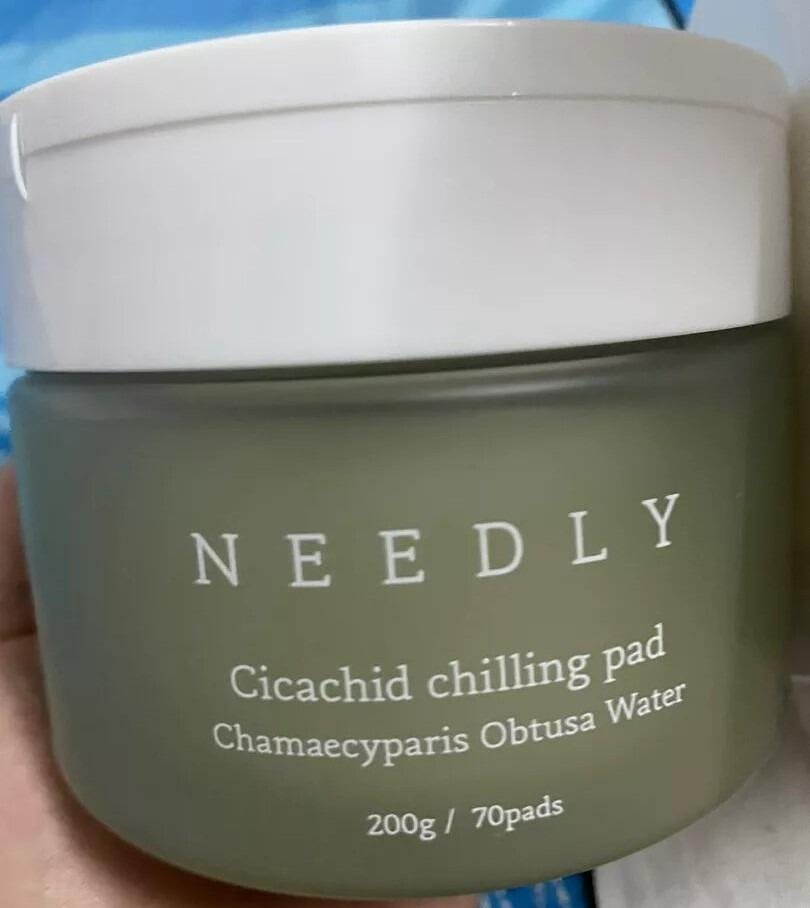 NEEDLY
Cicachid chilling pad
Chamaecyparis Obtusa Water
200g / 70pads